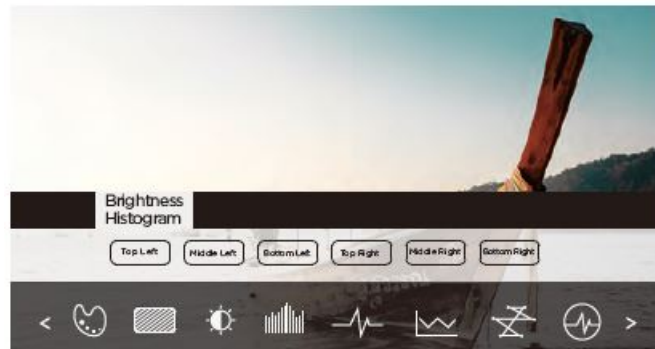 Brightness
Histogram
Top Left Middle Left Bottom Left Top Right Middle Right Bottom Right
< >